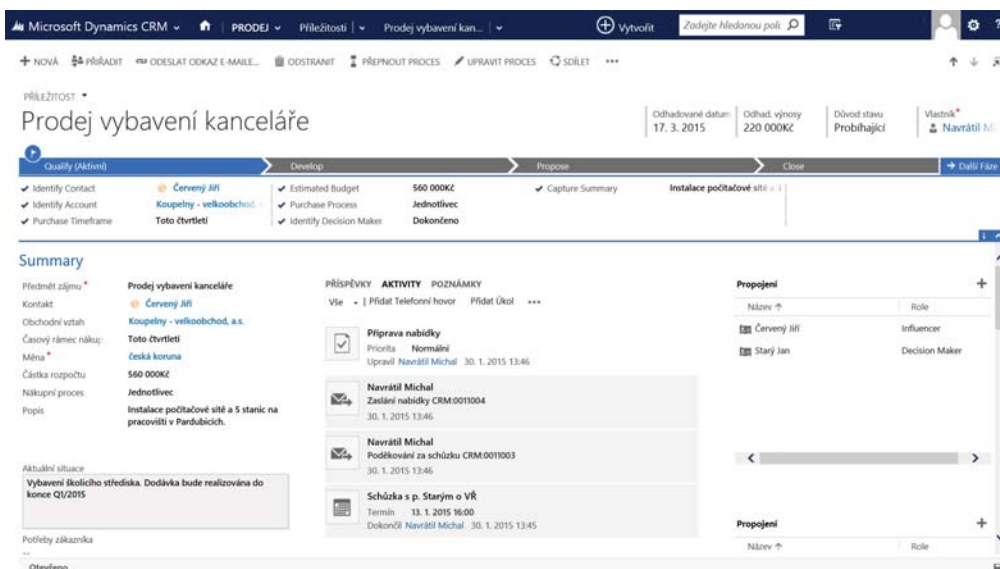 Microsoft Dynamics CRM PRODEJ Příležitosti Prodej vybavení kan... Vytvořit Zadejte hledanou polo ?
NOVÁ PŘIŘADIT ODESLAT ODKAZ E-MAILE... ODSTRANIT PŘEPNOUT PROCES UPRAVIT PROCES SDÍLET •••
PŘÍLEŽITOST
Prodej vybavení kanceláře
Odhadované datum Odhad. výnosy Důvod stavu Vlastník*
17. 3. 2015 220 000Kč Probíhající Navrátil
Qualify (Aktivní) Develop Propose Close Další Fáze
Identify Contact Červený Jiří Estimated Budget 560 000Kč Capture Summary Instalace počítačové sítě a
Identify Account Koupelny - velkoobchod, Purchase Process Jednotlivec
Purchase Timeframe Toto čtvrtletí Identify Decision Maker Dokončeno
Summary
Předmět zájmu * Prodej vybavení kanceláře
Kontakt Červený Jiří
Obchodní vztah Koupelny - velkoobchod, a.s.
Časový rámec nákup Toto čtvrtletí
Měna * česká koruna
Částka rozpočtu 560 000Kč
Nákupní proces Jednotlivec
Popis Instalace počítačové sítě a 5 stanic na
pracovišti v Pardubicích.
Aktuální situace
Vybavení školicího střediska. Dodávka bude realizována do
konce Q1/2015
Potřeby zákazníka
--
Otevřeno
PŘÍSPĚVKY AKTIVITY POZNÁMKY
Vše | Přidat Telefonní hovor Přidat Úkol •••
Příprava nabídky
Priorita Normální
Upravil Navrátil Michal 30. 1. 2015 13:46
Navrátil Michal
Zaslání nabídky CRM:0011004
30. 1. 2015 13:46
Navrátil Michal
Poděkování za schůzku CRM:0011003
30. 1. 2015 13:46
Schůzka s p. Starým o VŘ
Termín 13. 1. 2015 16:00
Dokončil Navrátil Michal 30. 1. 2015 13:45
Propojení +
Název Role
Červený Jiří Influencer
Starý Jan Decision Maker
Propojení +
Název Role